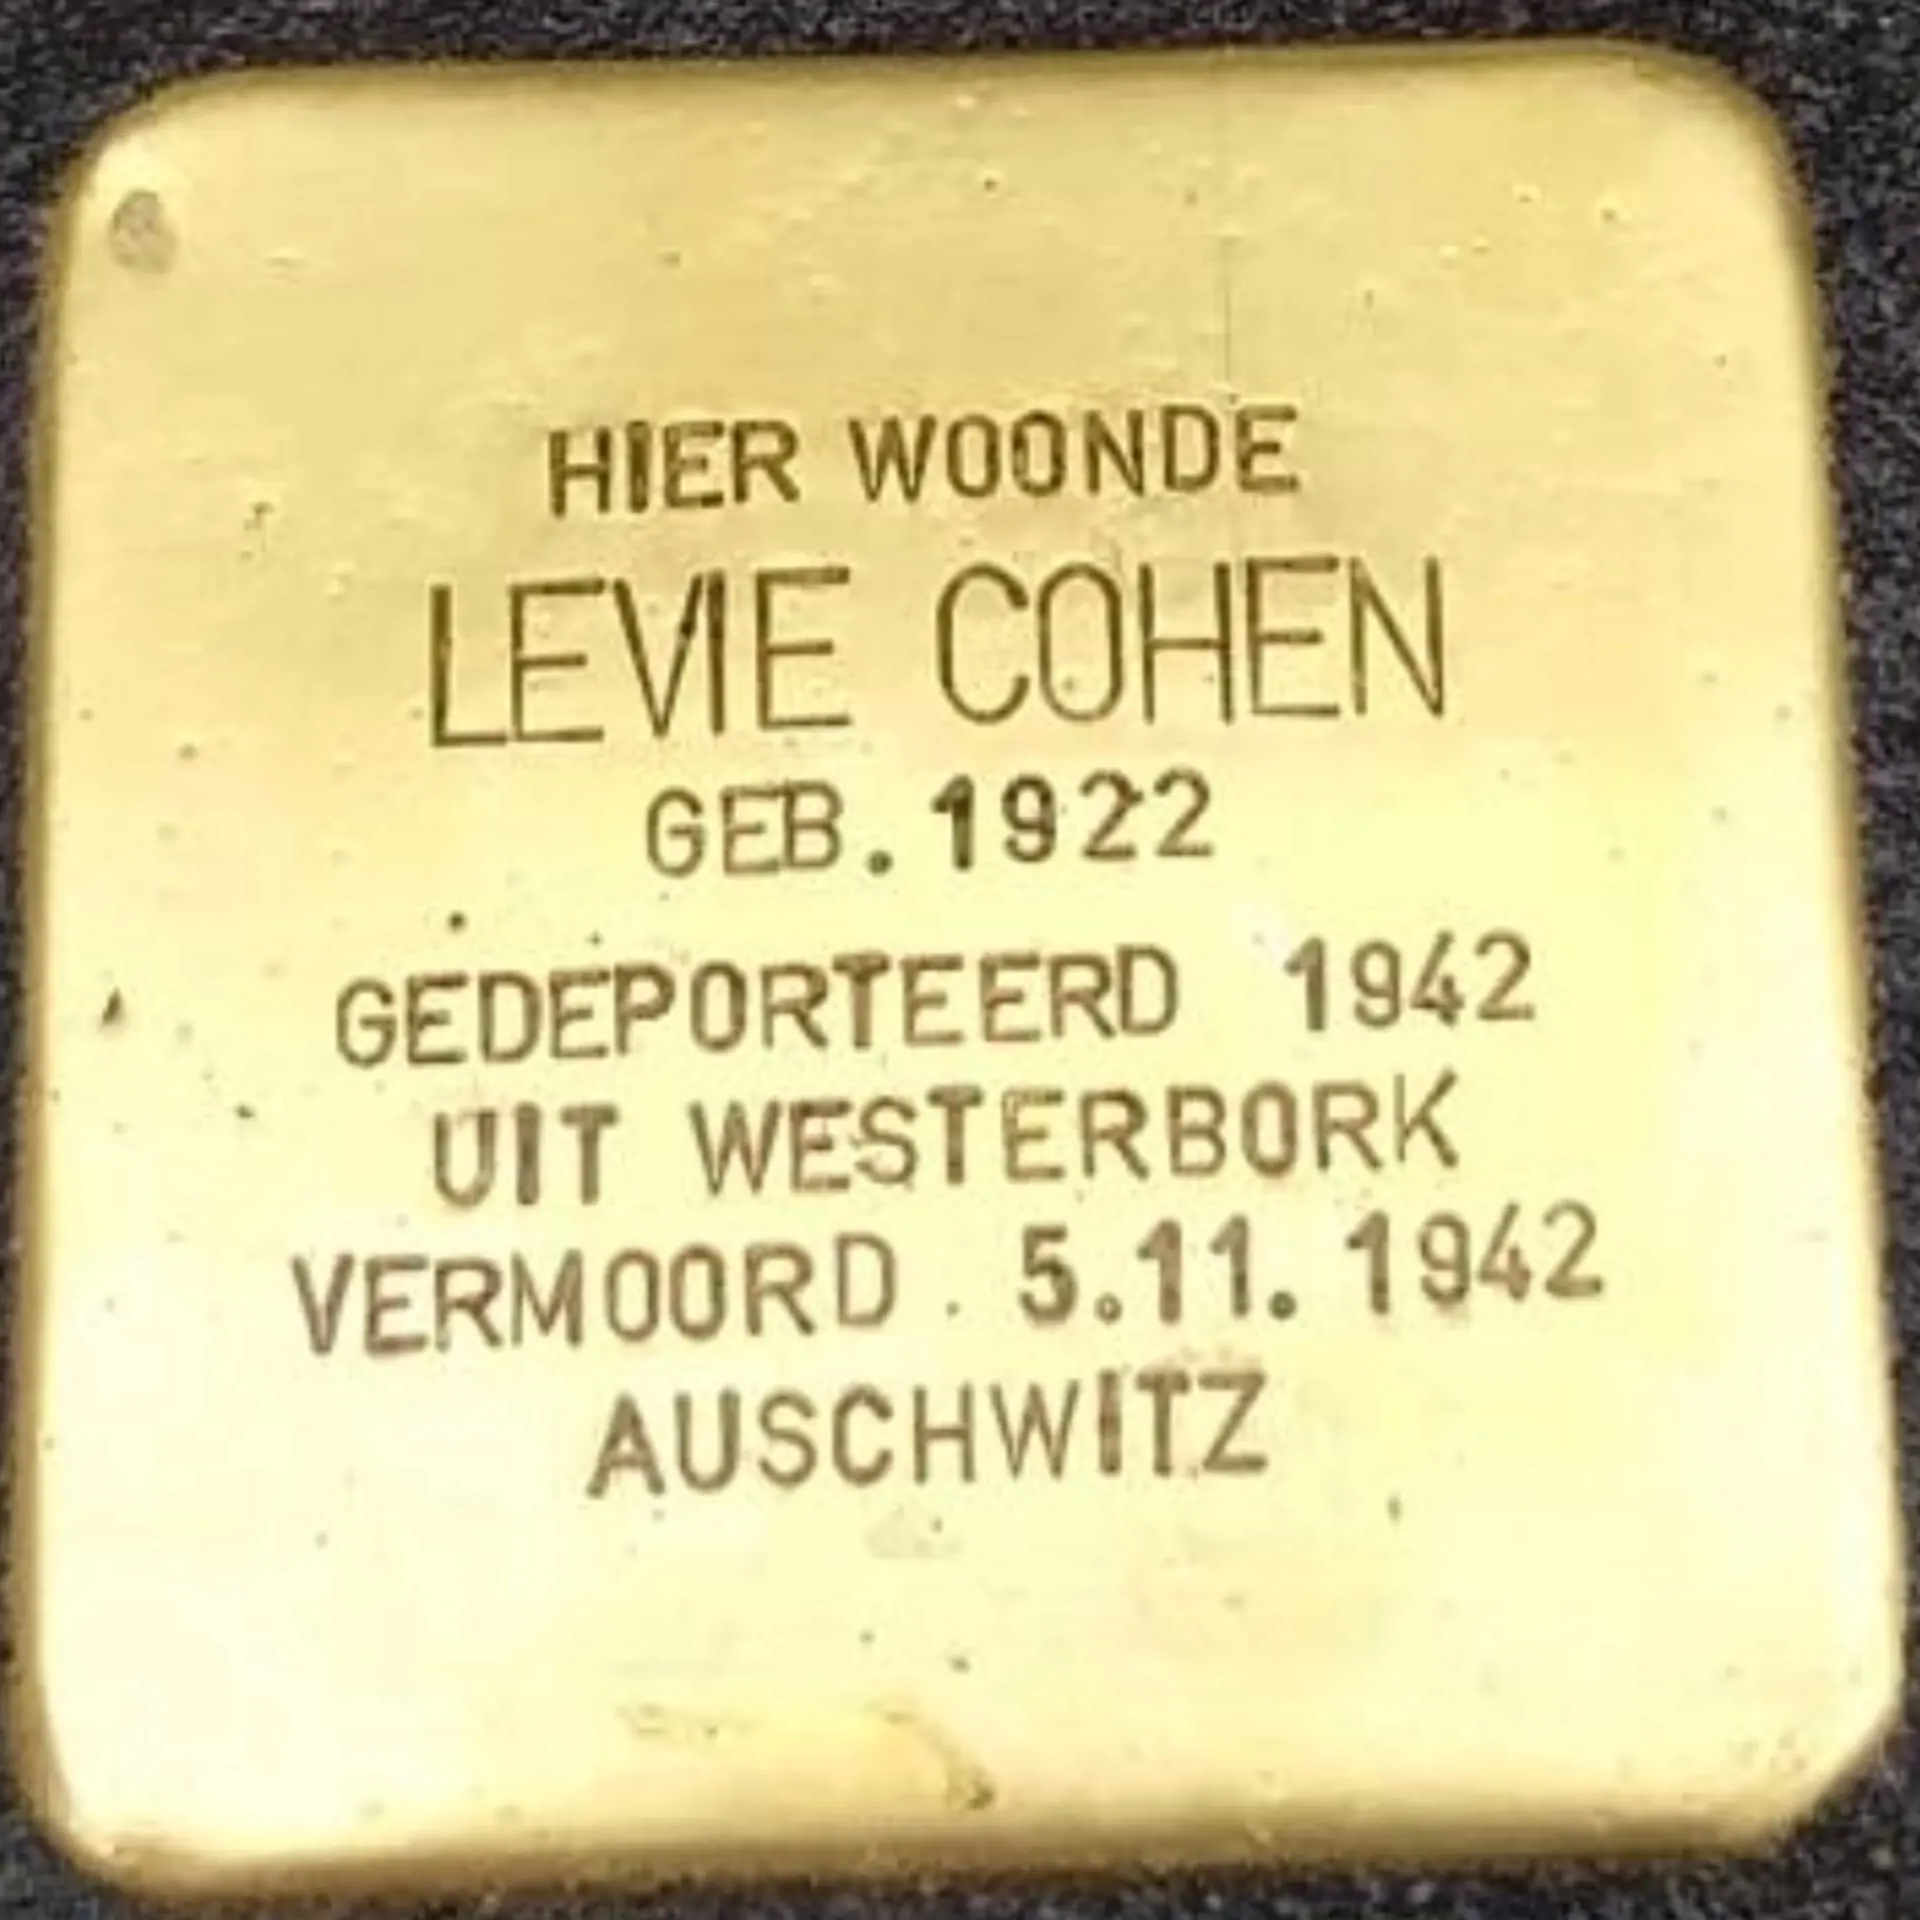 HIER WOONDE
LEVIE COHEN
GEB. 1922
GEDEPORTEERD 1942
UIT WESTERBORK
VERMOORD 5.11.1942
AUSCHWITZ